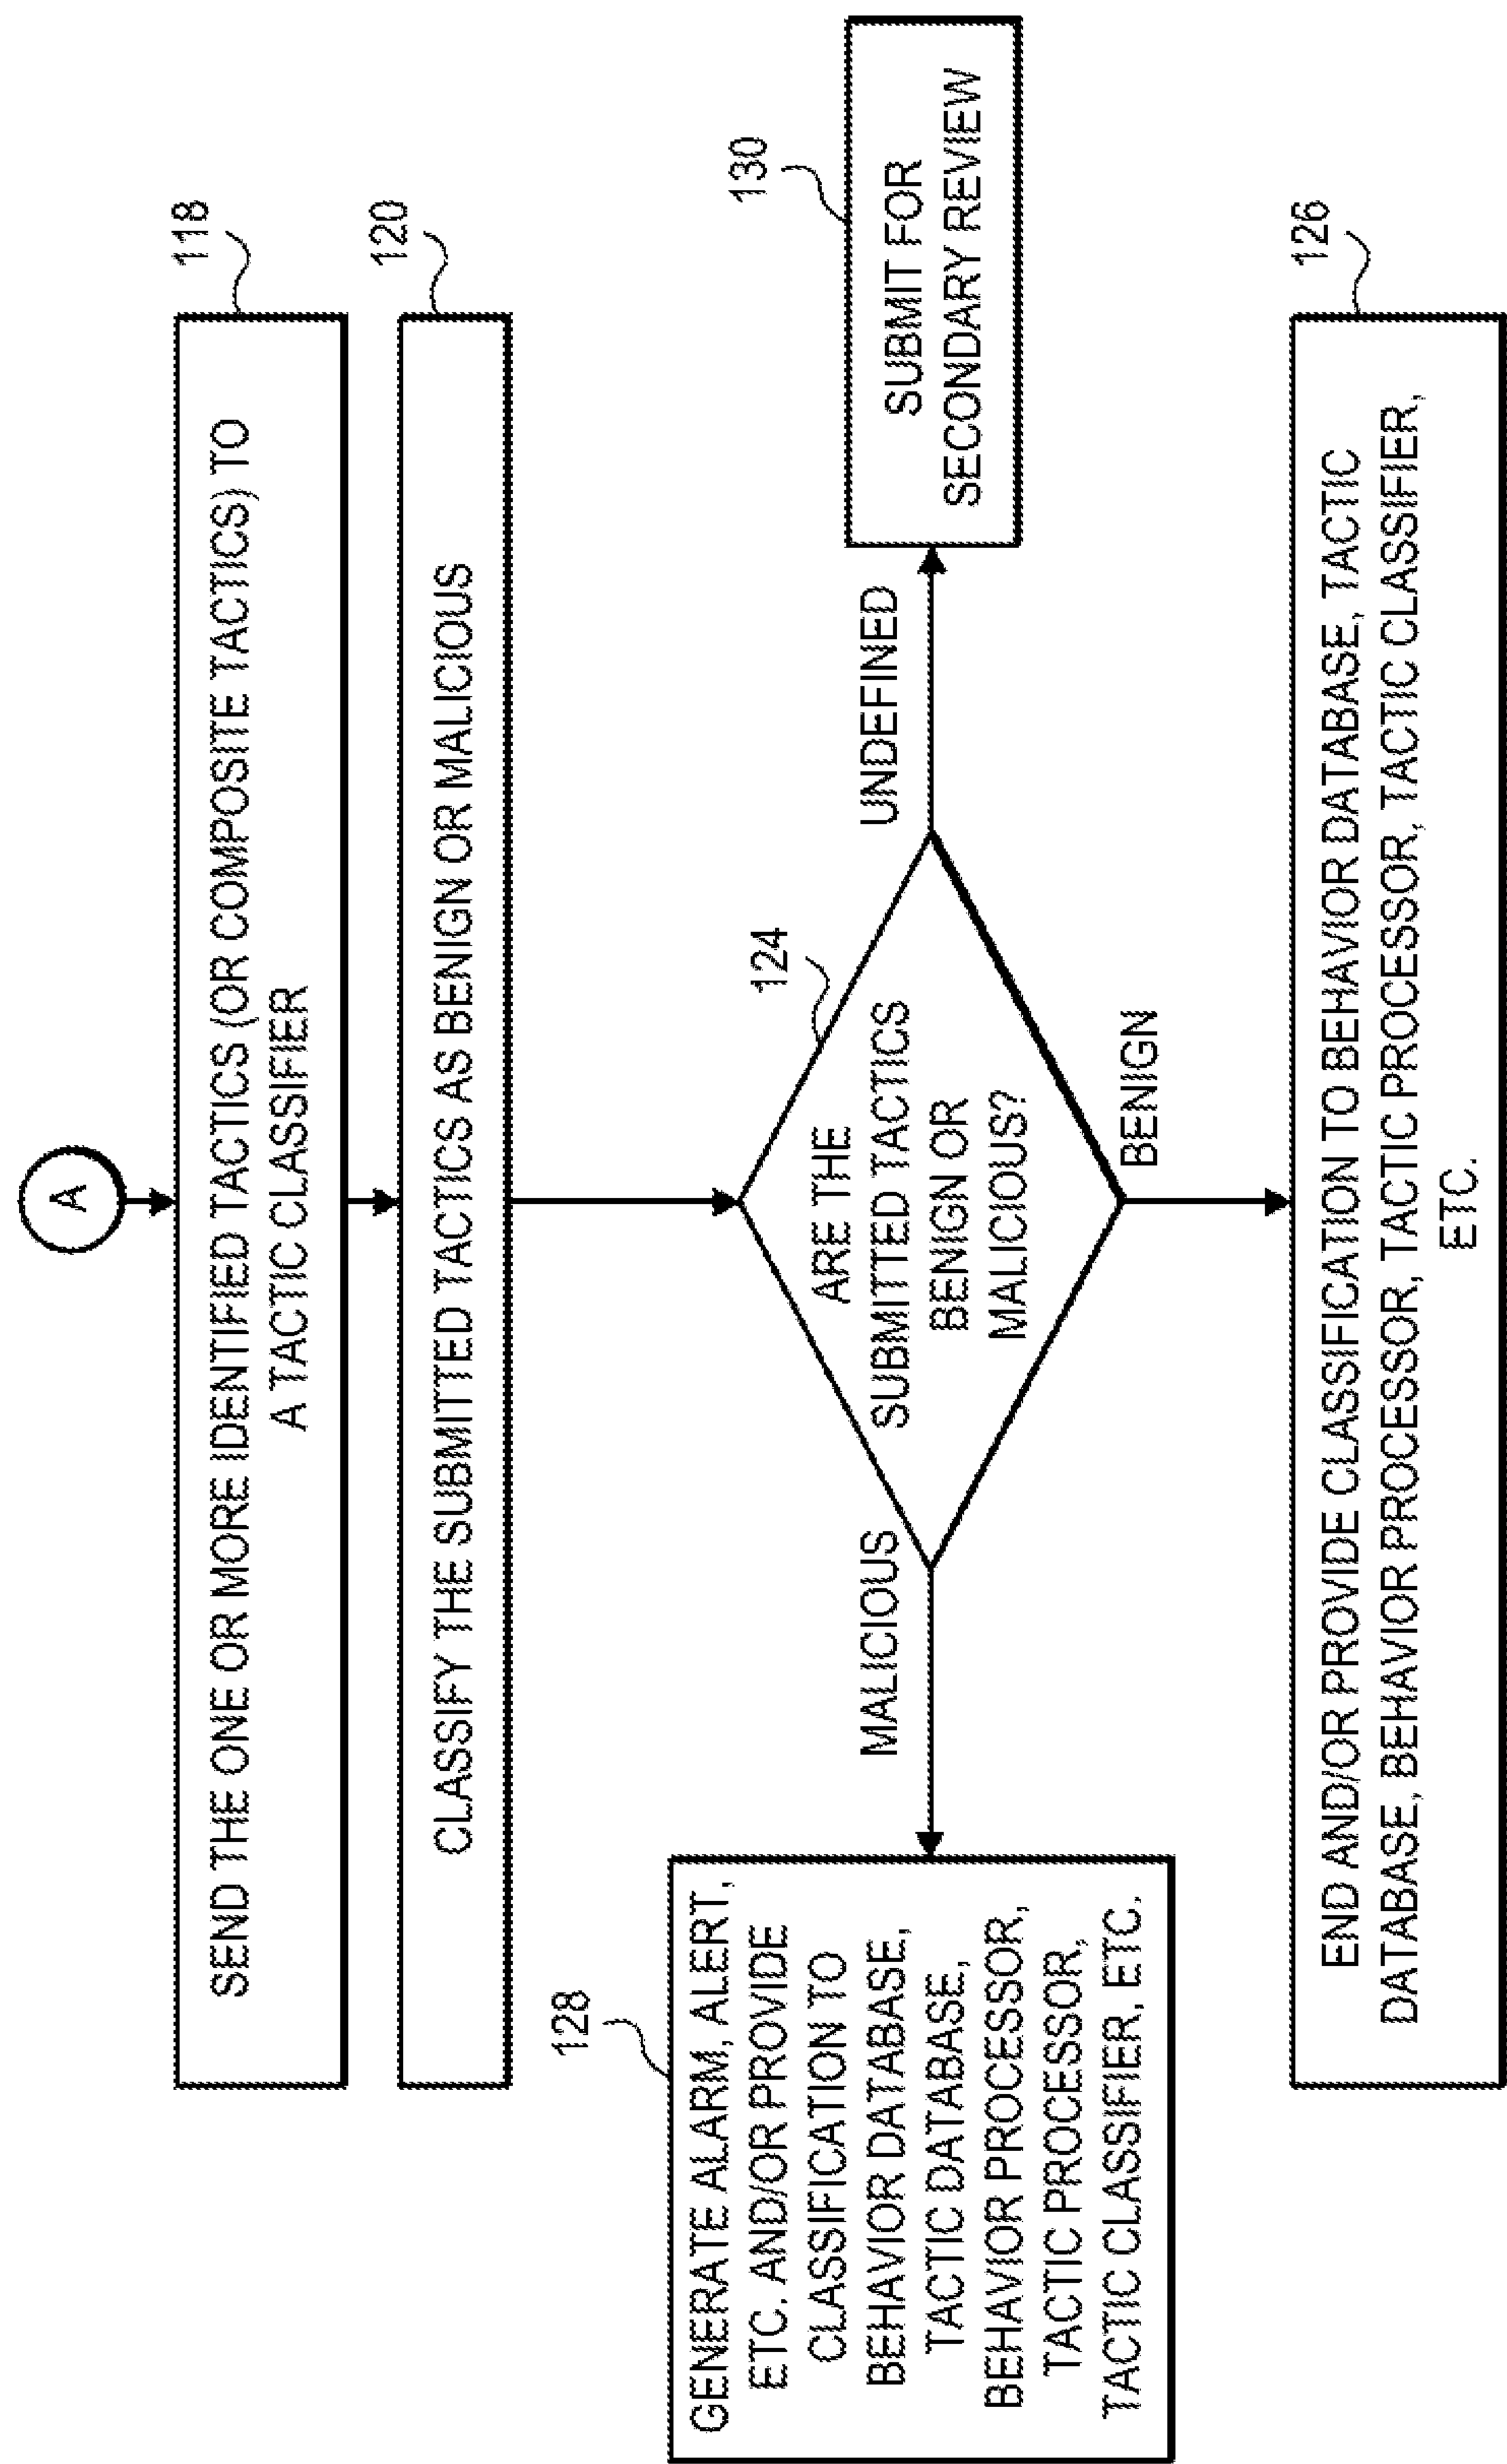 A
118
SEND THE ONE OR MORE IDENTIFIED TACTICS (OR COMPOSITE TACTICS) TO
A TACTIC CLASSIFIER
120
CLASSIFY THE SUBMITTED TACTICS AS BENIGN OR MALICIOUS
124
ARE THE
SUBMITTED TACTICS
BENIGN OR
MALICIOUS?
MALICIOUS
UNDEFINED
BENIGN
128
GENERATE ALARM, ALERT,
ETC. AND/OR PROVIDE
CLASSIFICATION TO
BEHAVIOR DATABASE,
TACTIC DATABASE,
BEHAVIOR PROCESSOR,
TACTIC PROCESSOR,
TACTIC CLASSIFIER, ETC.
130
SUBMIT FOR
SECONDARY REVIEW
126
END AND/OR PROVIDE CLASSIFICATION TO BEHAVIOR DATABASE, TACTIC
DATABASE, BEHAVIOR PROCESSOR, TACTIC PROCESSOR, TACTIC CLASSIFIER,
ETC.